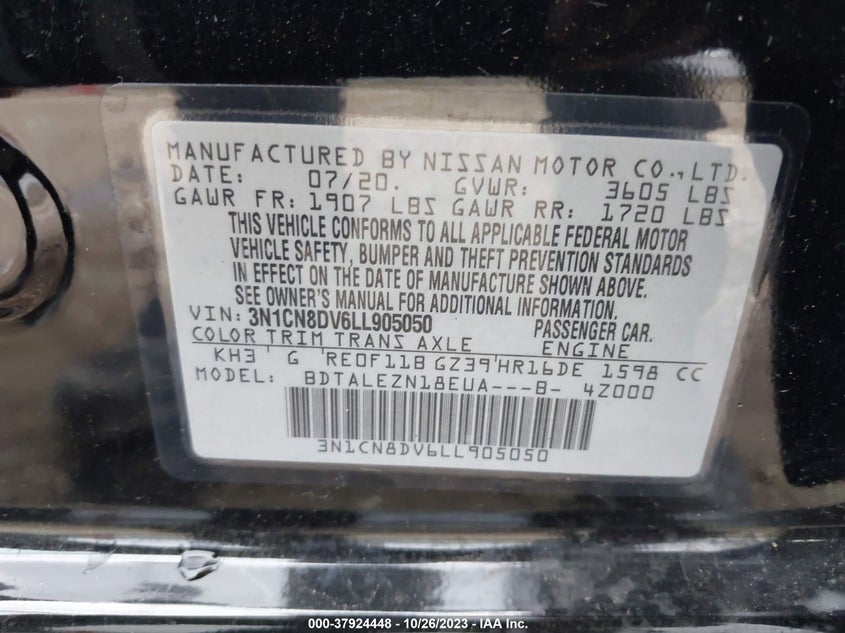 MANUFACTURED BY NISSAN MOTOR CO., LTD.
DATE: 07/20. GVWR: 3605 LBS
GAWR FR: 1907 LBS GAWR RR: 1720 LBS
THIS VEHICLE CONFORMS TO ALL APPLICABLE FEDERAL MOTOR
VEHICLE SAFETY, BUMPER AND THEFT PREVENTION STANDARDS
IN EFFECT ON THE DATE OF MANUFACTURE SHOWN ABOVE.
SEE OWNER'S MANUAL FOR ADDITIONAL INFORMATION.
VIN: 3N1CN8DV6LL905050 PASSENGER CAR.
COLOR TRIM TRANS AXLE ENGINE
KH3 G RE0F11B GZ39 HR16DE 1598 CC
MODEL: BDTALEZN18EUA---B- 4Z000
3N1CN8DV6LL905050
000-37924448 - 10/26/2023 - IAA Inc.